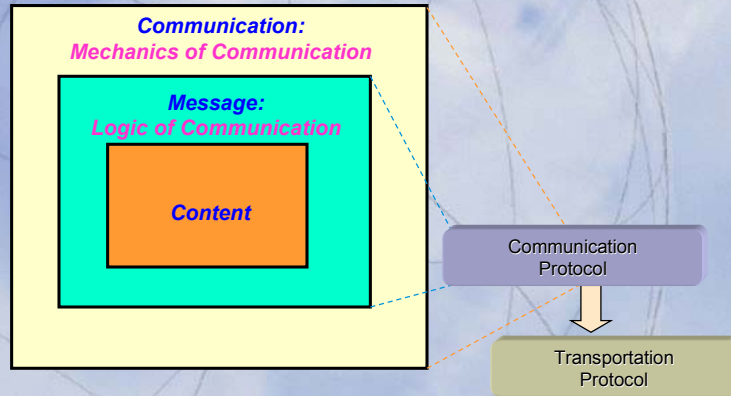 Communication:
Mechanics of Communication
Message:
Logic of Communication
Content
Communication
Protocol
Transportation
Protocol